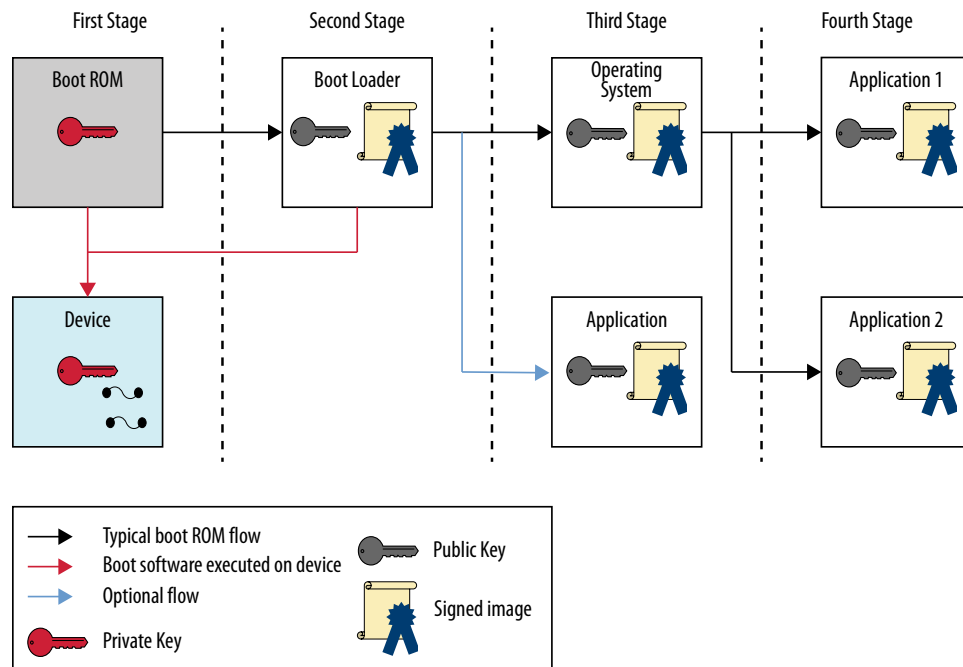 First Stage
Second Stage
Third Stage
Fourth Stage
Boot ROM
Boot Loader
Operating
System
Application 1
Device
Application
Application 2
Typical boot ROM flow
Boot software executed on device
Optional flow
Private Key
Public Key
Signed image